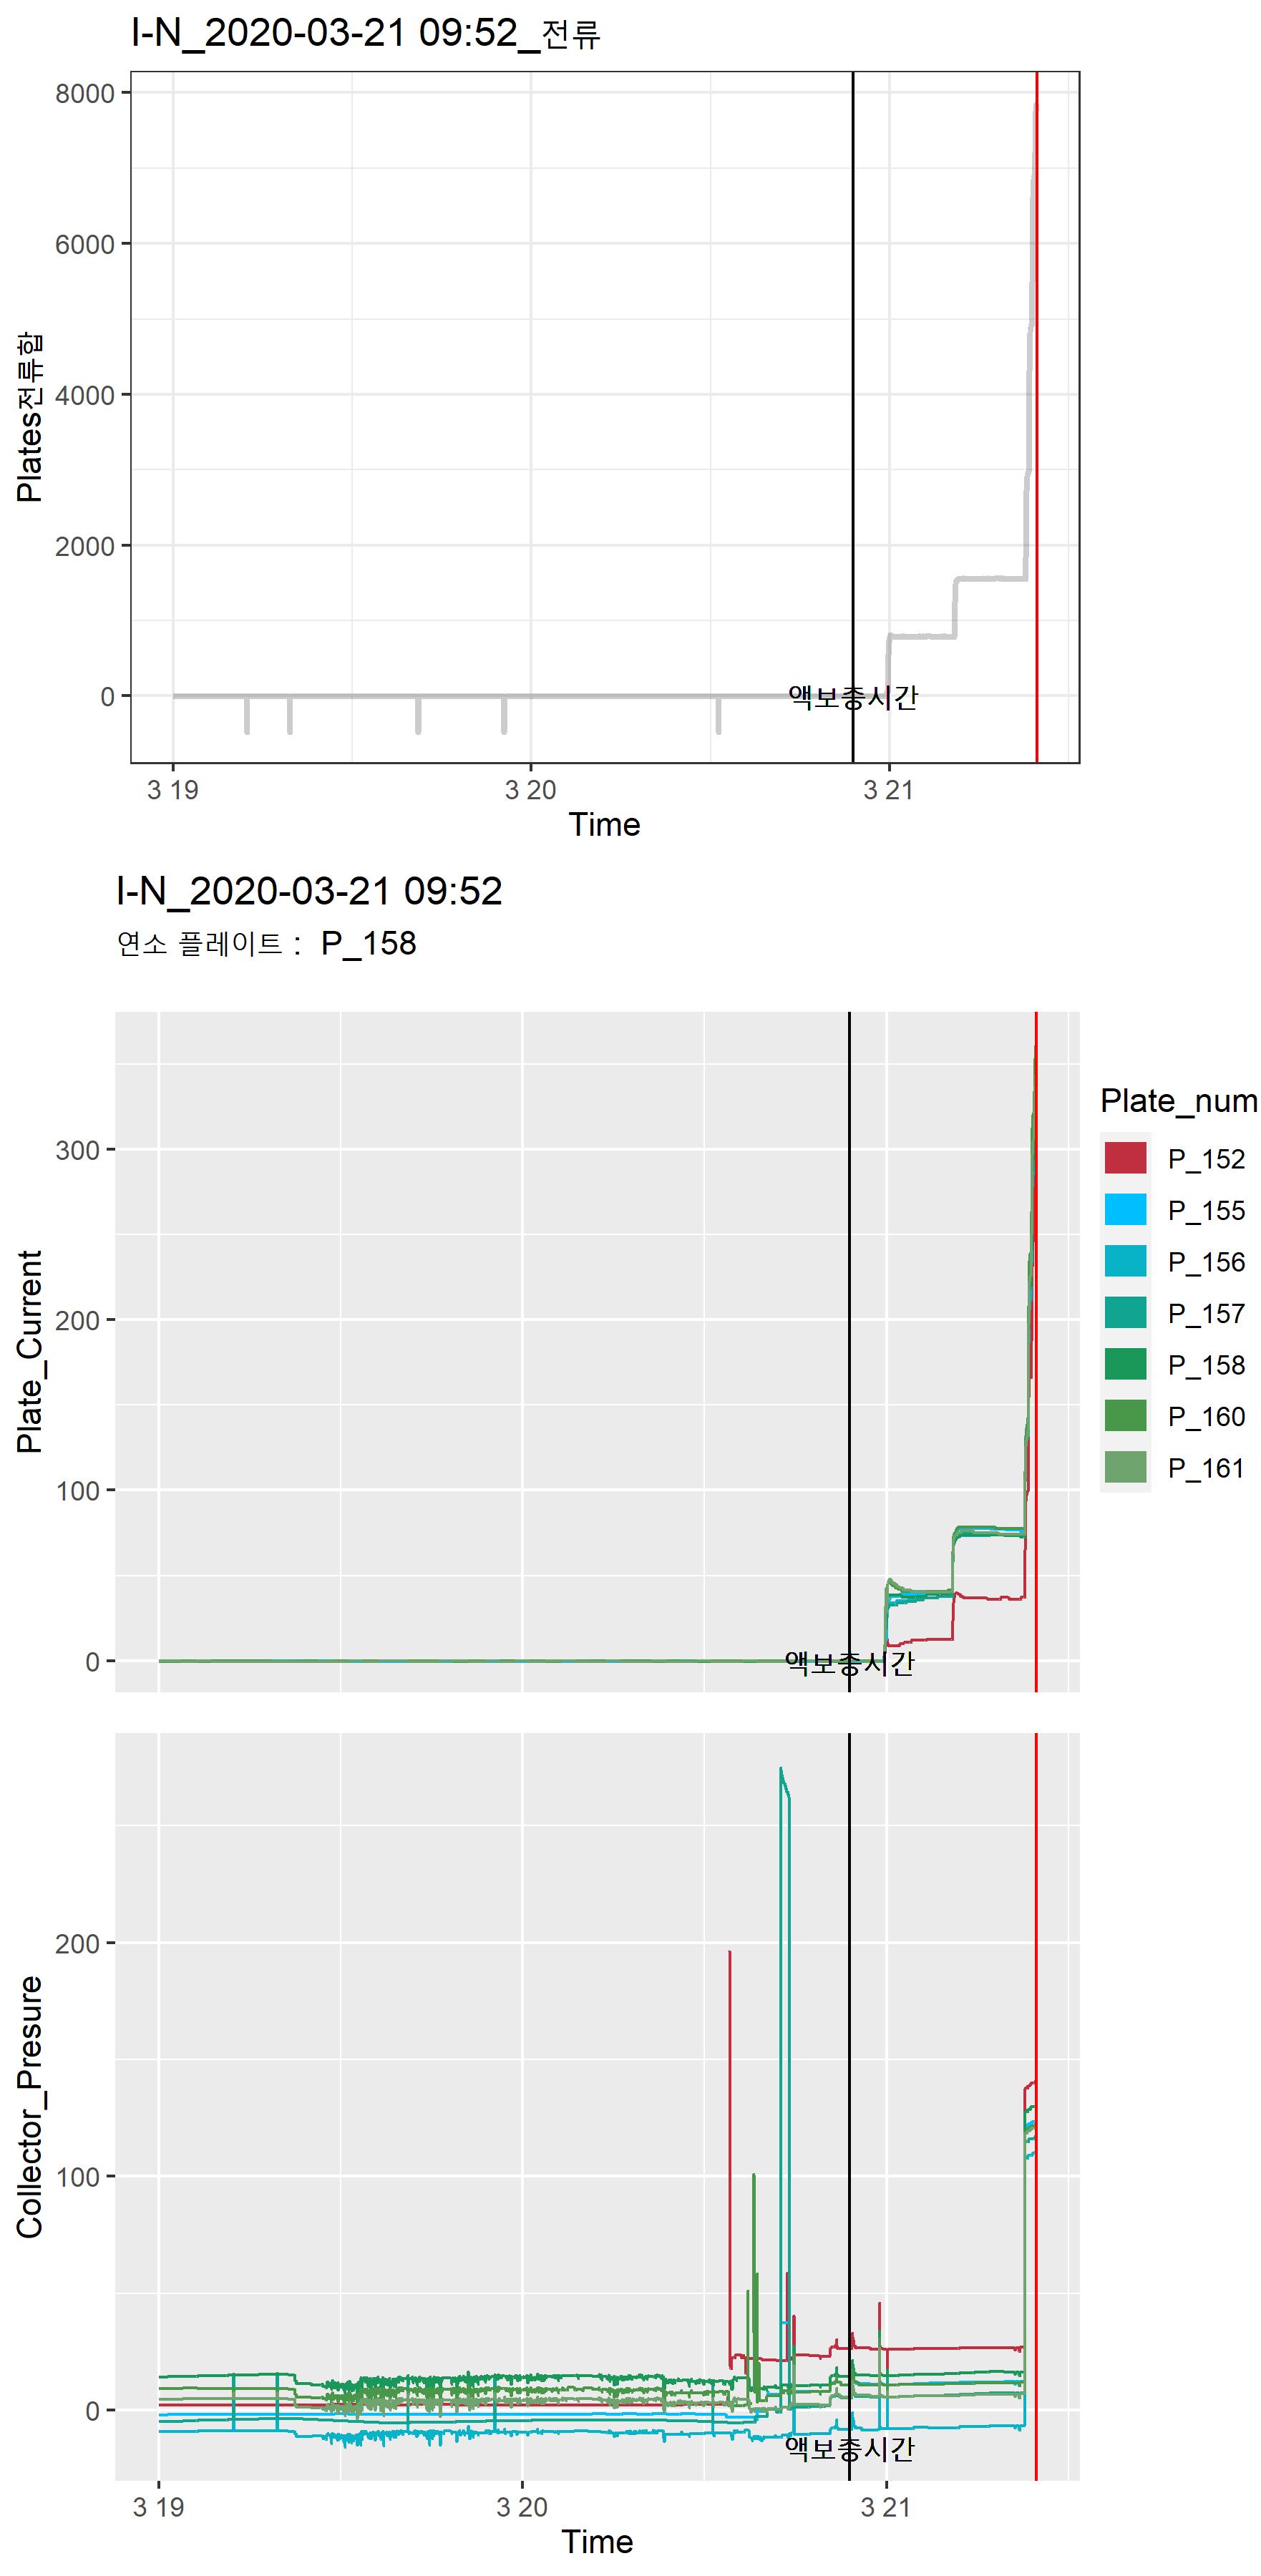 I-N_2020-03-21 09:52_전류
8000
6000
4000
2000
0
Plates전류합
액보충시간
3 19
3 20
3 21
Time
I-N_2020-03-21 09:52
연소 플레이트 : P_158
300
200
100
0
Plate_Current
액보충시간
Plate_num
P_152
P_155
P_156
P_157
P_158
P_160
P_161
200
100
0
Collector_Presure
액보충시간
3 19
3 20
3 21
Time